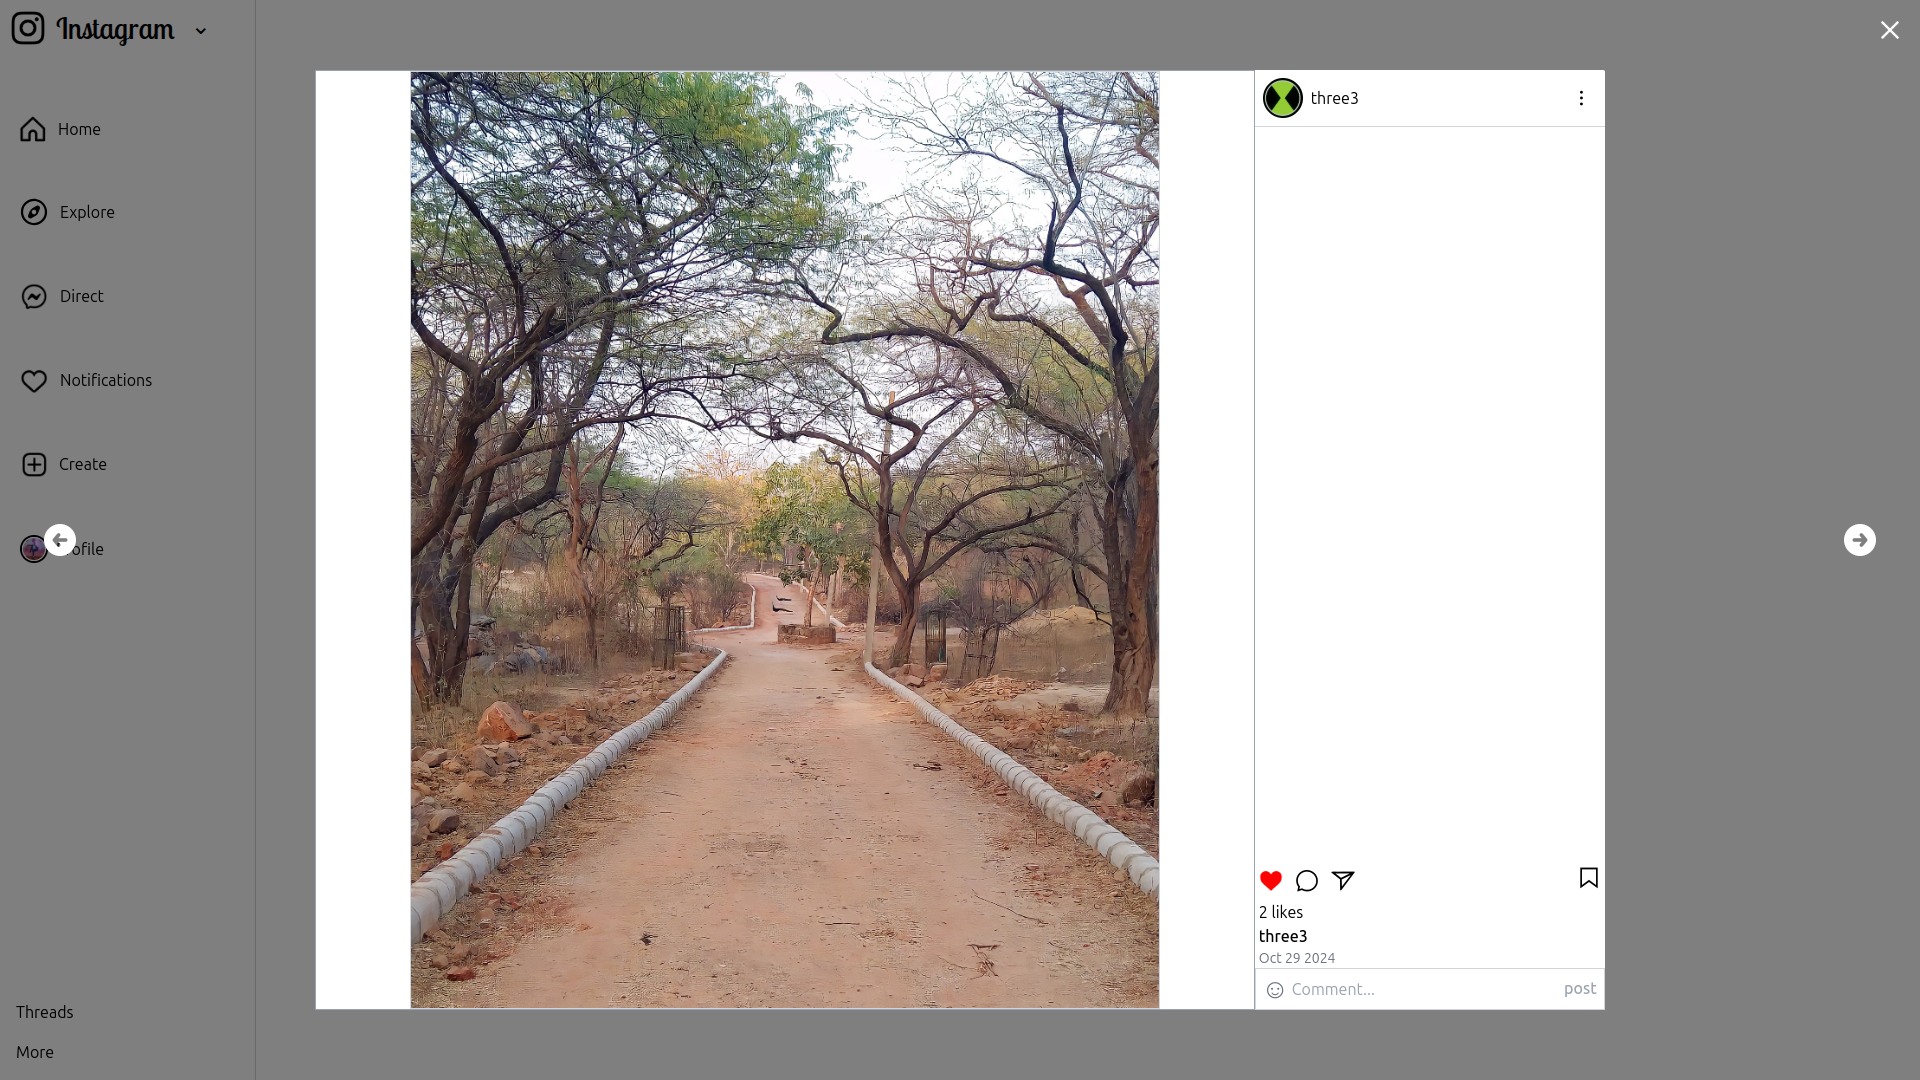 Instagram
Home
Explore
Direct
Notifications
Create
ofile
Threads
More
three3
2 likes
three3
Oct 29 2024
Comment...
post